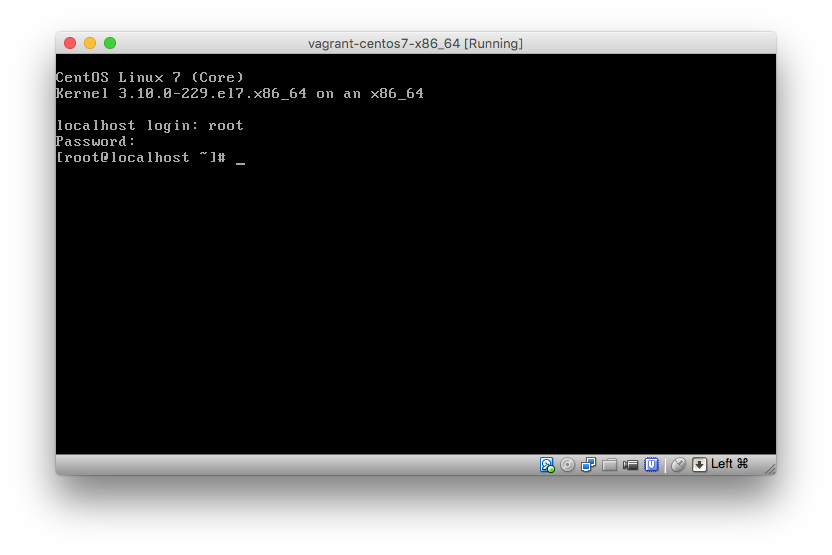 vagrant-centos7-x86_64 [Running]
CentOS Linux 7 (Core)
Kernel 3.10.0-229.el7.x86_64 on an x86_64
localhost login: root
Password:
[root@localhost ~]# _
Left ⌘